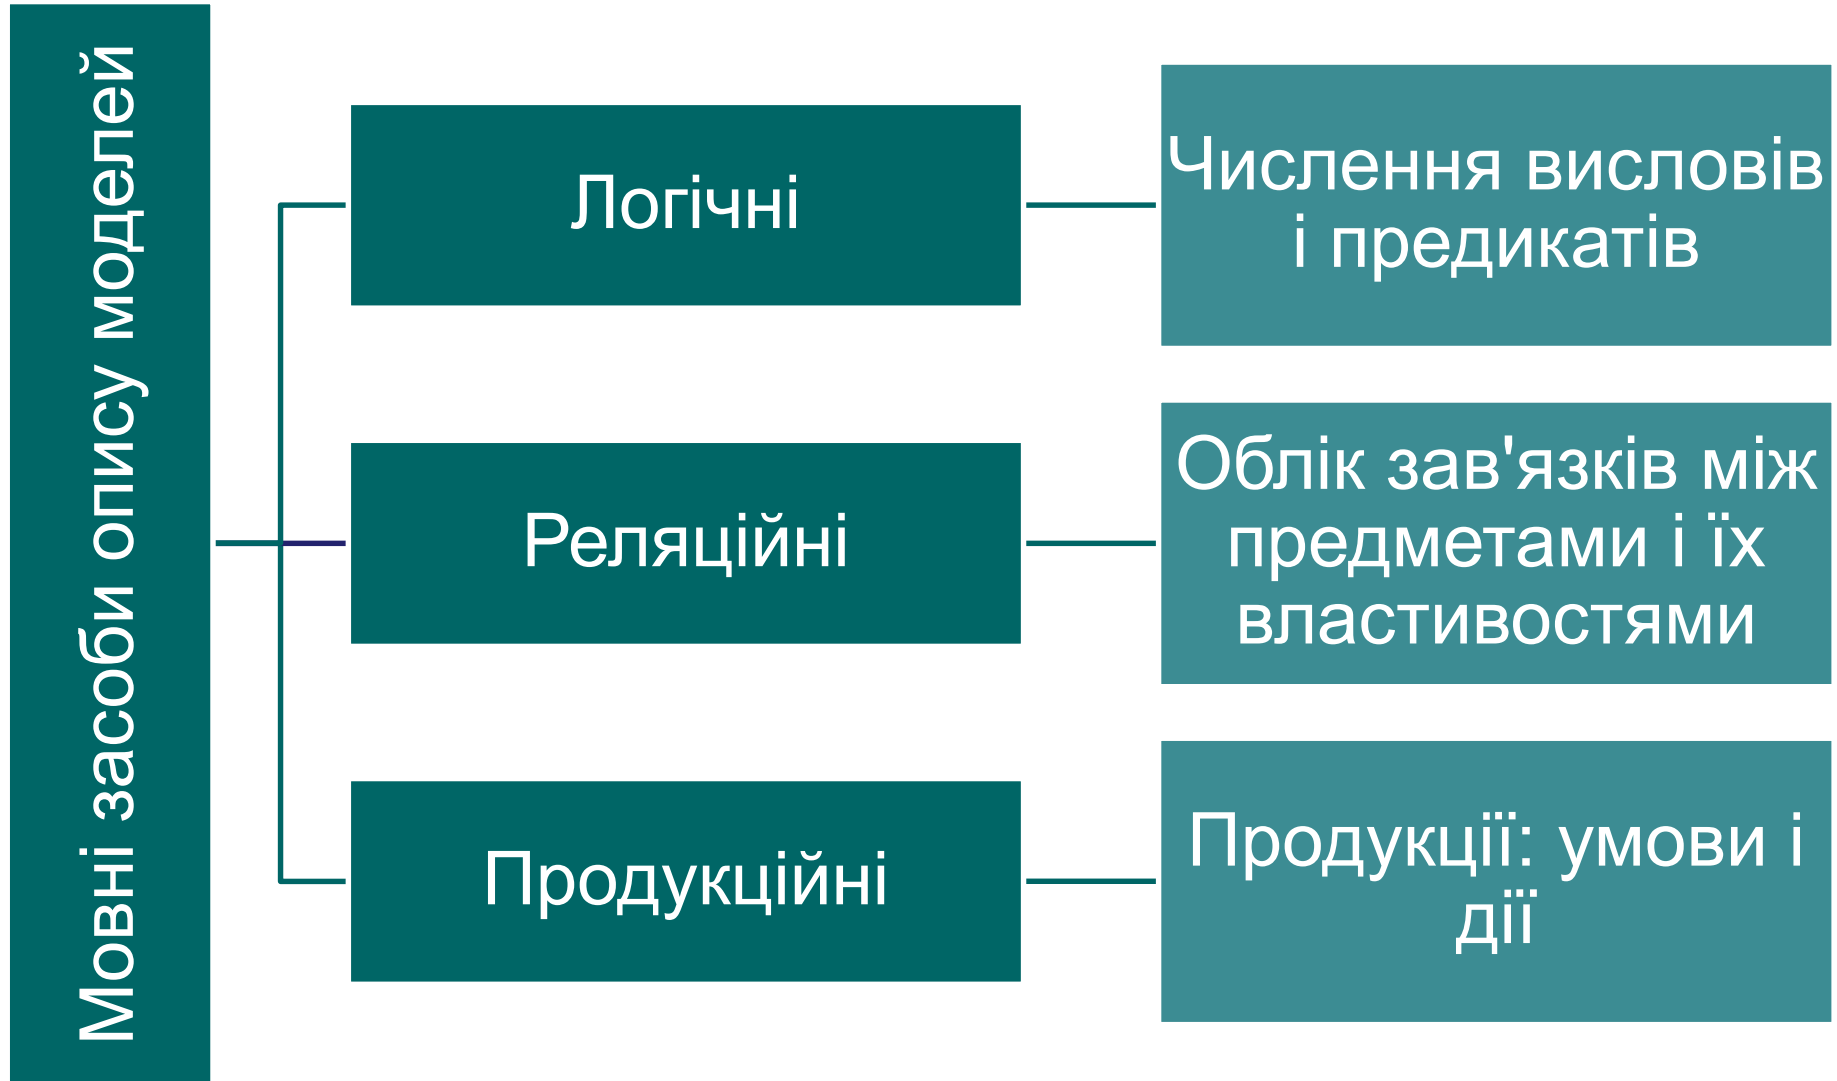 Мовні засоби опису моделей
Логічні
Числення висловів
і предикатів
Реляційні
Облік зав'язків між
предметами і їх
властивостями
Продукційні
Продукції: умови і
дії